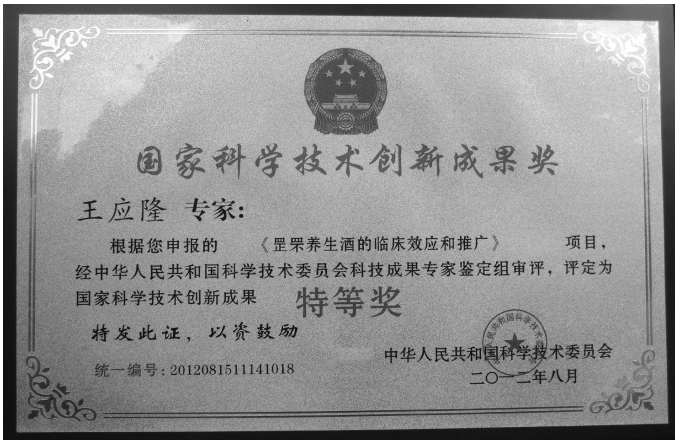 国家科学技术创新成果奖
王应隆 专家:
根据您申报的 《罡罘养生酒的临床效应和推广》 项目,
经中华人民共和国科学技术委员会科技成果专家鉴定组审评,评定为
国家科学技术创新成果 特等奖
特发此证,以资鼓励
中华人民共和国科学技术委员会
统一编号:2012081511141018
二〇一二年八月